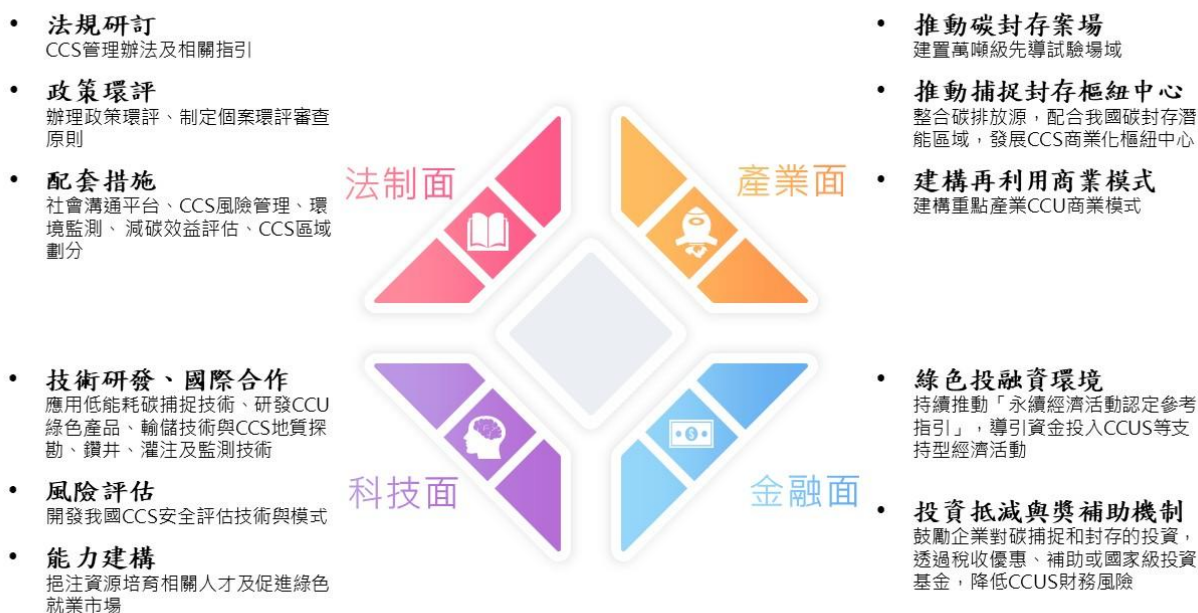 • 法規研訂
CCS管理辦法及相關指引
• 政策環評
辦理政策環評、制定個案環評審查
原則
• 配套措施
社會溝通平台、CCS風險管理、環
境監測、減碳效益評估、CCS區域
劃分
法制面
產業面
• 推動碳封存案場
建置萬噸級先導試驗場域
• 推動捕捉封存樞紐中心
整合碳排放源，配合我國碳封存潛
能區域，發展CCS商業化樞紐中心
• 建構再利用商業模式
建構重點產業CCU商業模式
• 技術研發、國際合作
應用低能耗碳捕捉技術、研發CCU
綠色產品、輸儲技術與CCS地質探
勘、鑽井、灌注及監測技術
• 風險評估
開發我國CCS安全評估技術與模式
• 能力建構
挹注資源培育相關人才及促進綠色
就業市場
科技面
金融面
• 綠色投融資環境
持續推動「永續經濟活動認定參考
指引」，導引資金投入CCUS等支
持型經濟活動
• 投資抵減與獎補助機制
鼓勵企業對碳捕捉和封存的投資，
透過稅收優惠、補助或國家級投資
基金，降低CCUS財務風險